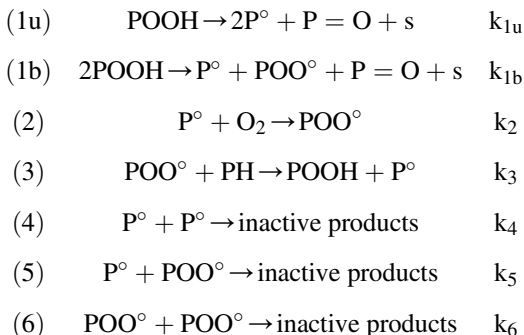 (1u) POOH → 2P° + P = O + s k₁ᵤ
(1b) 2POOH → P° + POO° + P = O + s k₁b
(2) P° + O₂ → POO° k₂
(3) POO° + PH → POOH + P° k₃
(4) P° + P° → inactive products k₄
(5) P° + POO° → inactive products k₅
(6) POO° + POO° → inactive products k₆